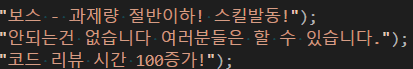 "보스 - 과제량 절반이하! 스킬발동!");
"안되는건 없습니다 여러분들은 할 수 있습니다.");
"코드 리뷰 시간 100증가!");